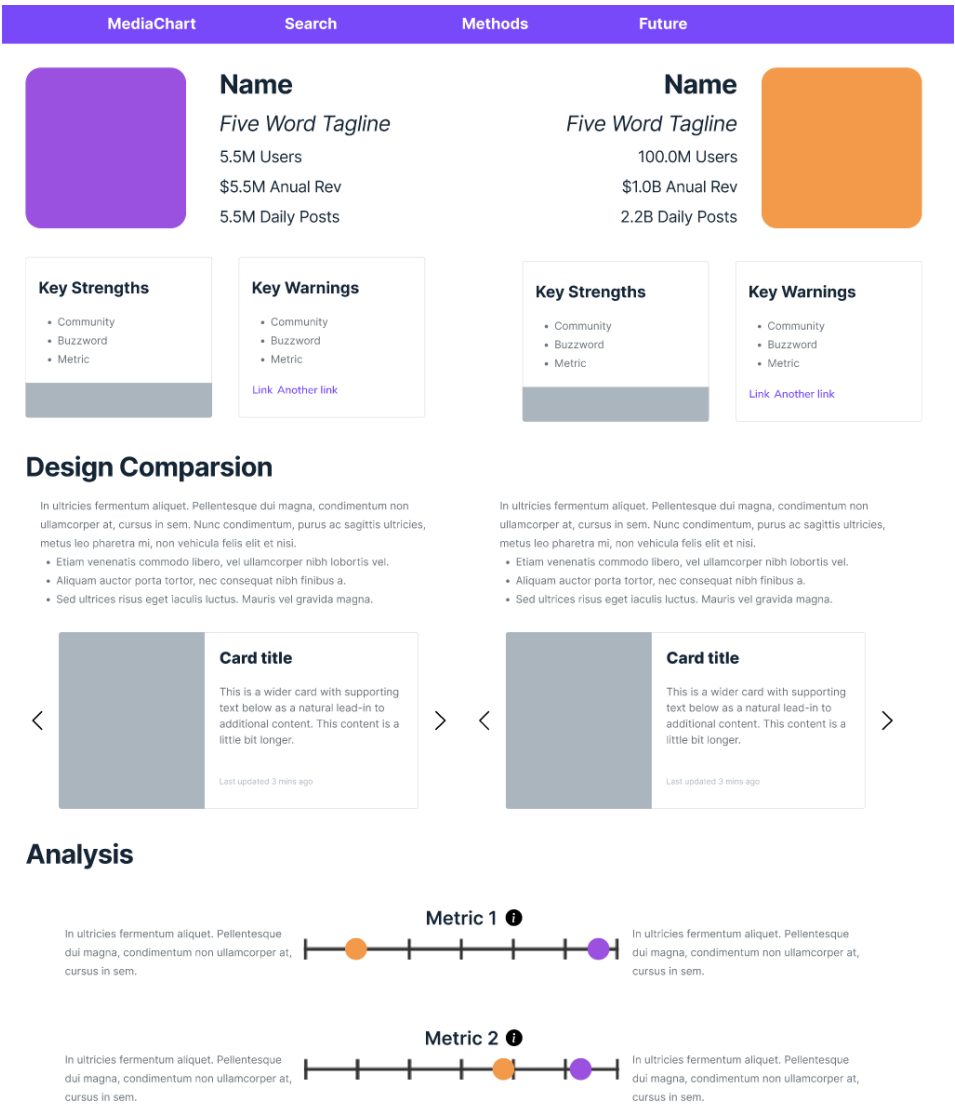 MediaChart Search Methods Future
Name
Five Word Tagline
5.5M Users
$5.5M Anual Rev
5.5M Daily Posts
Name
Five Word Tagline
100.0M Users
$1.0B Anual Rev
2.2B Daily Posts
Key Strengths
• Community
• Buzzword
• Metric
Key Warnings
• Community
• Buzzword
• Metric
Link Another link
Key Strengths
• Community
• Buzzword
• Metric
Key Warnings
• Community
• Buzzword
• Metric
Link Another link
Design Comparsion
In ultricies fermentum aliquet. Pellentesque dui magna, condimentum non
ullamcorper at, cursus in sem. Nunc condimentum, purus ac sagittis ultricies,
metus leo pharetra mi, non vehicula felis elit et nisi.
• Etiam venenatis commodo libero, vel ullamcorper nibh lobortis vel.
• Aliquam auctor porta tortor, nec consequat nibh finibus a.
• Sed ultrices risus eget iaculis luctus. Mauris vel gravida magna.
In ultricies fermentum aliquet. Pellentesque dui magna, condimentum non
ullamcorper at, cursus in sem. Nunc condimentum, purus ac sagittis ultricies,
metus leo pharetra mi, non vehicula felis elit et nisi.
• Etiam venenatis commodo libero, vel ullamcorper nibh lobortis vel.
• Aliquam auctor porta tortor, nec consequat nibh finibus a.
• Sed ultrices risus eget iaculis luctus. Mauris vel gravida magna.
Card title
This is a wider card with supporting
text below as a natural lead-in to
additional content. This content is a
little bit longer.
Last updated 3 mins ago
Card title
This is a wider card with supporting
text below as a natural lead-in to
additional content. This content is a
little bit longer.
Last updated 3 mins ago
Analysis
Metric 1 i
In ultricies fermentum aliquet. Pellentesque
dui magna, condimentum non ullamcorper at,
cursus in sem.
In ultricies fermentum aliquet. Pellentesque
dui magna, condimentum non ullamcorper at,
cursus in sem.
Metric 2 i
In ultricies fermentum aliquet. Pellentesque
dui magna, condimentum non ullamcorper at,
cursus in sem.
In ultricies fermentum aliquet. Pellentesque
dui magna, condimentum non ullamcorper at,
cursus in sem.